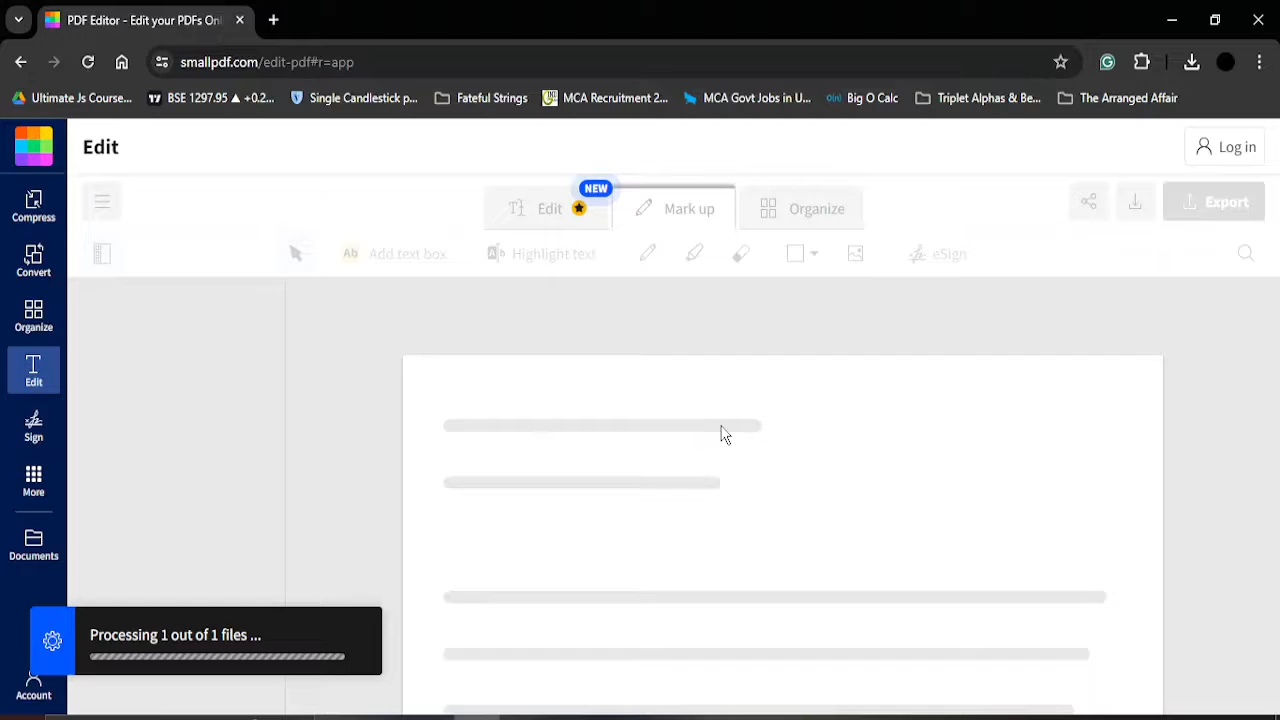 PDF Editor - Edit your PDFs Onl
smallpdf.com/edit-pdf#r=app
Ultimate Js Course... BSE 1297.95 ▲ +0.2... Single Candlestick p... Fateful Strings MCA Recruitment 2... MCA Govt Jobs in U... O(n) Big O Calc Triplet Alphas & Be... The Arranged Affair
Edit
Log in
NEW
Edit Mark up Organize Export
Ab Add text box Highlight text eSign
Compress
Convert
Organize
Edit
Sign
More
Documents
Processing 1 out of 1 files ...
Account